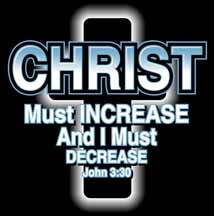 CHRIST
Must INCREASE
And I Must
DECREASE
John 3:30